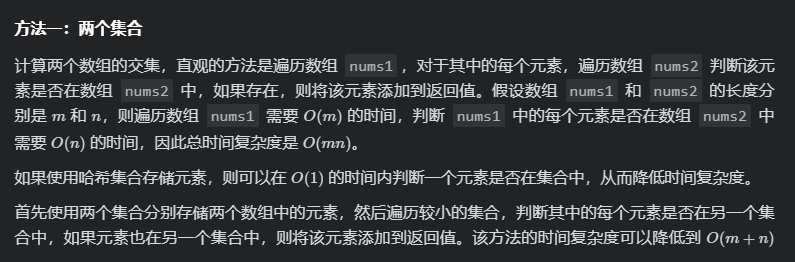 方法一：两个集合
计算两个数组的交集，直观的方法是遍历数组 nums1 ，对于其中的每个元素，遍历数组 nums2 判断该元
素是否在数组 nums2 中，如果存在，则将该元素添加到返回值。假设数组 nums1 和 nums2 的长度分
别是 m 和 n，则遍历数组 nums1 需要 O(m) 的时间，判断 nums1 中的每个元素是否在数组 nums2 中
需要 O(n) 的时间，因此总时间复杂度是 O(mn)。
如果使用哈希集合存储元素，则可以在 O(1) 的时间内判断一个元素是否在集合中，从而降低时间复杂度。
首先使用两个集合分别存储两个数组中的元素，然后遍历较小的集合，判断其中的每个元素是否在另一个集
合中，如果元素也在另一个集合中，则将该元素添加到返回值。该方法的时间复杂度可以降低到 O(m + n)